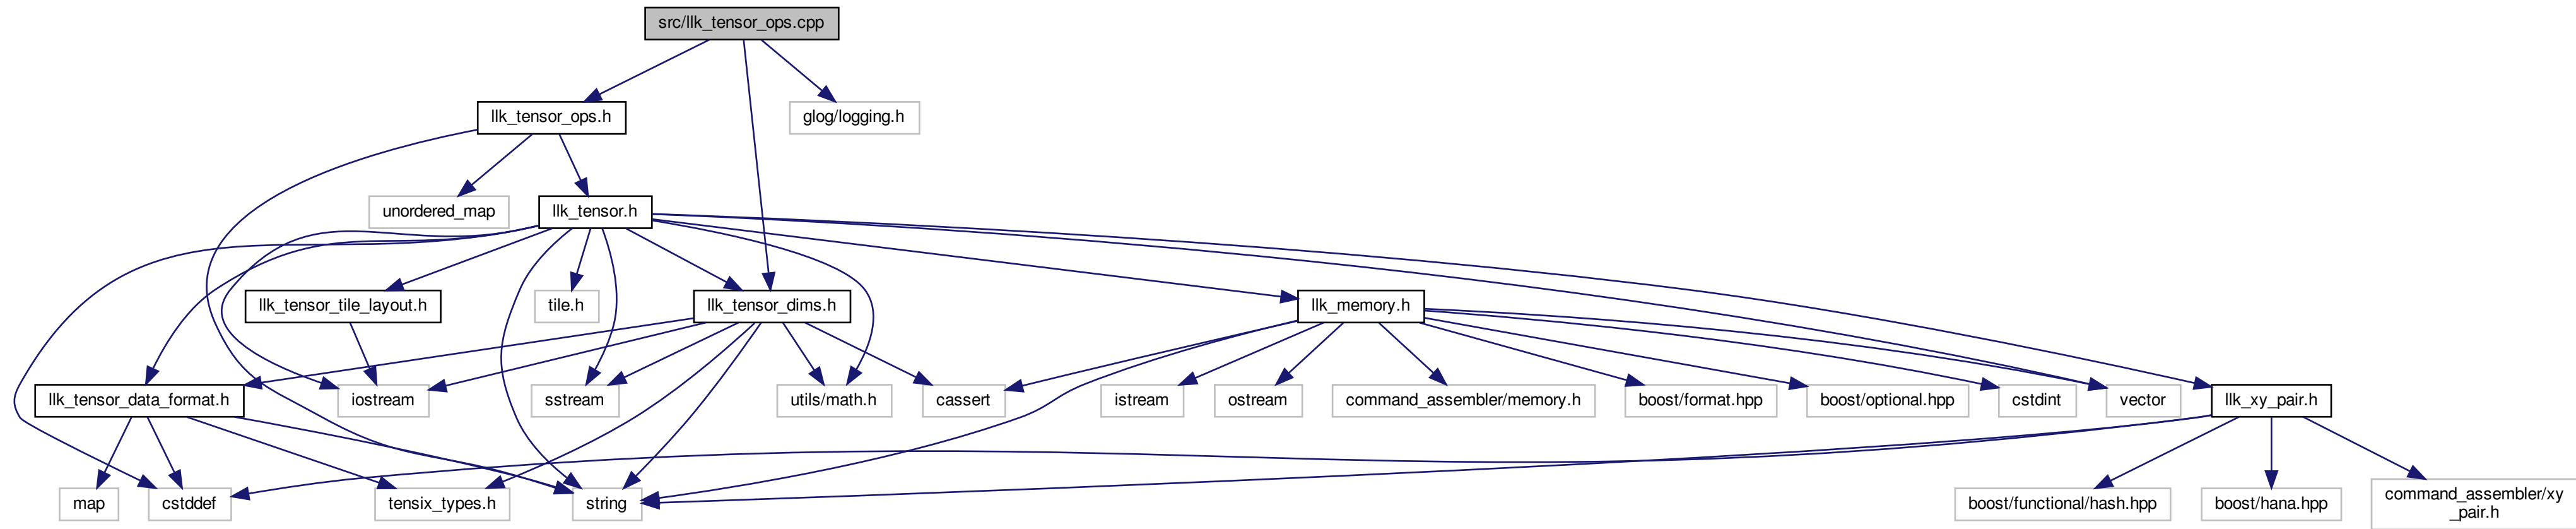 src/llk_tensor_ops.cpp
llk_tensor_ops.h
glog/logging.h
unordered_map
llk_tensor.h
llk_tensor_tile_layout.h
tile.h
llk_tensor_dims.h
llk_memory.h
llk_tensor_data_format.h
iostream
sstream
utils/math.h
cassert
istream
ostream
command_assembler/memory.h
boost/format.hpp
boost/optional.hpp
cstdint
vector
llk_xy_pair.h
map
cstddef
tensix_types.h
string
boost/functional/hash.hpp
boost/hana.hpp
command_assembler/xy
_pair.h